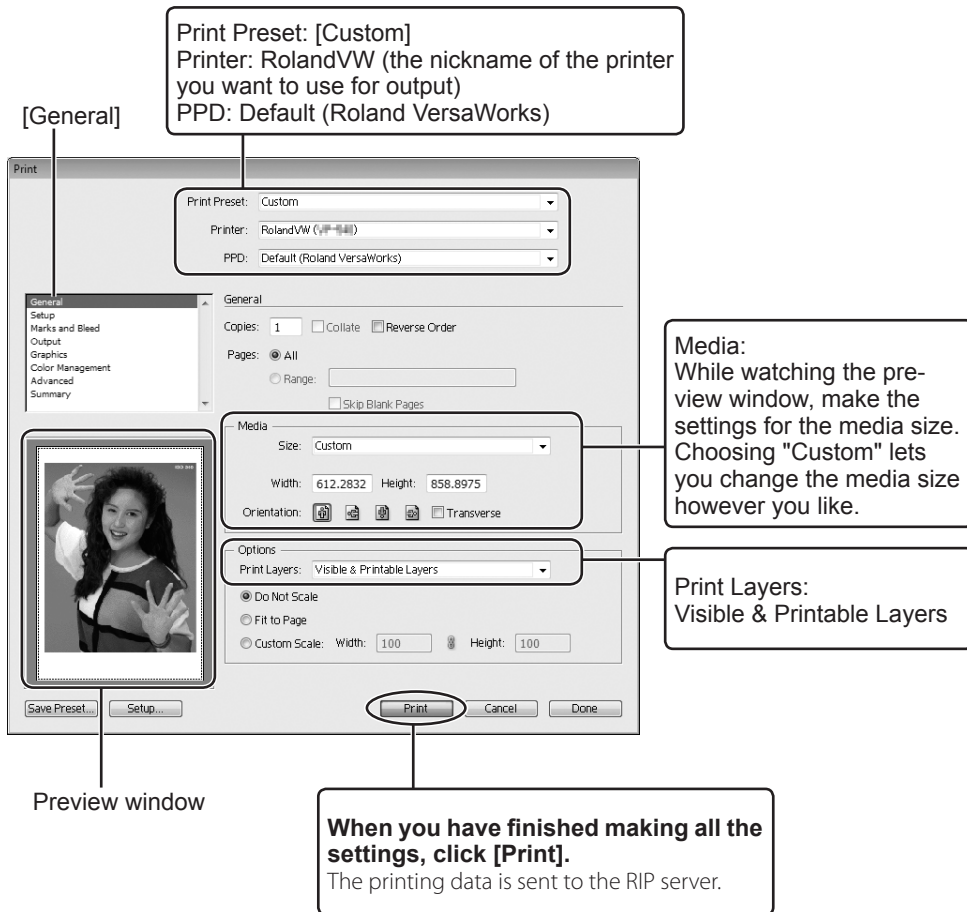 Print Preset: [Custom]
Printer: RolandVW (the nickname of the printer
you want to use for output)
PPD: Default (Roland VersaWorks)
[General]
Print
Print Preset: Custom
Printer: RolandVW (
PPD: Default (Roland VersaWorks)
General
Setup
Marks and Bleed
Output
Graphics
Color Management
Advanced
Summary
General
Copies: 1 Collate Reverse Order
Pages: All
Range:
Skip Blank Pages
Media
Size: Custom
Width: 612.2832 Height: 858.8975
Orientation: Transverse
Options
Print Layers: Visible & Printable Layers
Do Not Scale
Fit to Page
Custom Scale: Width: 100 Height: 100
Save Preset... Setup... Print Cancel Done
Media:
While watching the pre-
view window, make the
settings for the media size.
Choosing "Custom" lets
you change the media size
however you like.
Print Layers:
Visible & Printable Layers
Preview window
When you have finished making all the
settings, click [Print].
The printing data is sent to the RIP server.